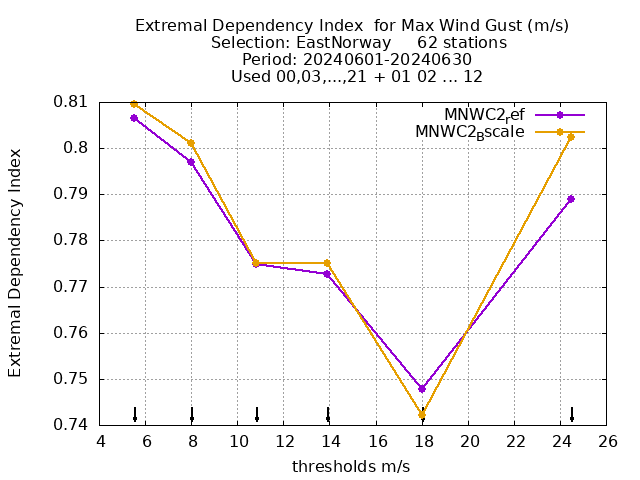 Extremal Dependency Index  for Max Wind Gust (m/s)
Selection: EastNorway     62 stations
Period: 20240601-20240630
Used 00,03,...,21 + 01 02 ... 12
MNWC2_ref
MNWC2_Bscale
Extremal Dependency Index
0.81
0.8
0.79
0.78
0.77
0.76
0.75
0.74
4 6 8 10 12 14 16 18 20 22 24 26
thresholds m/s